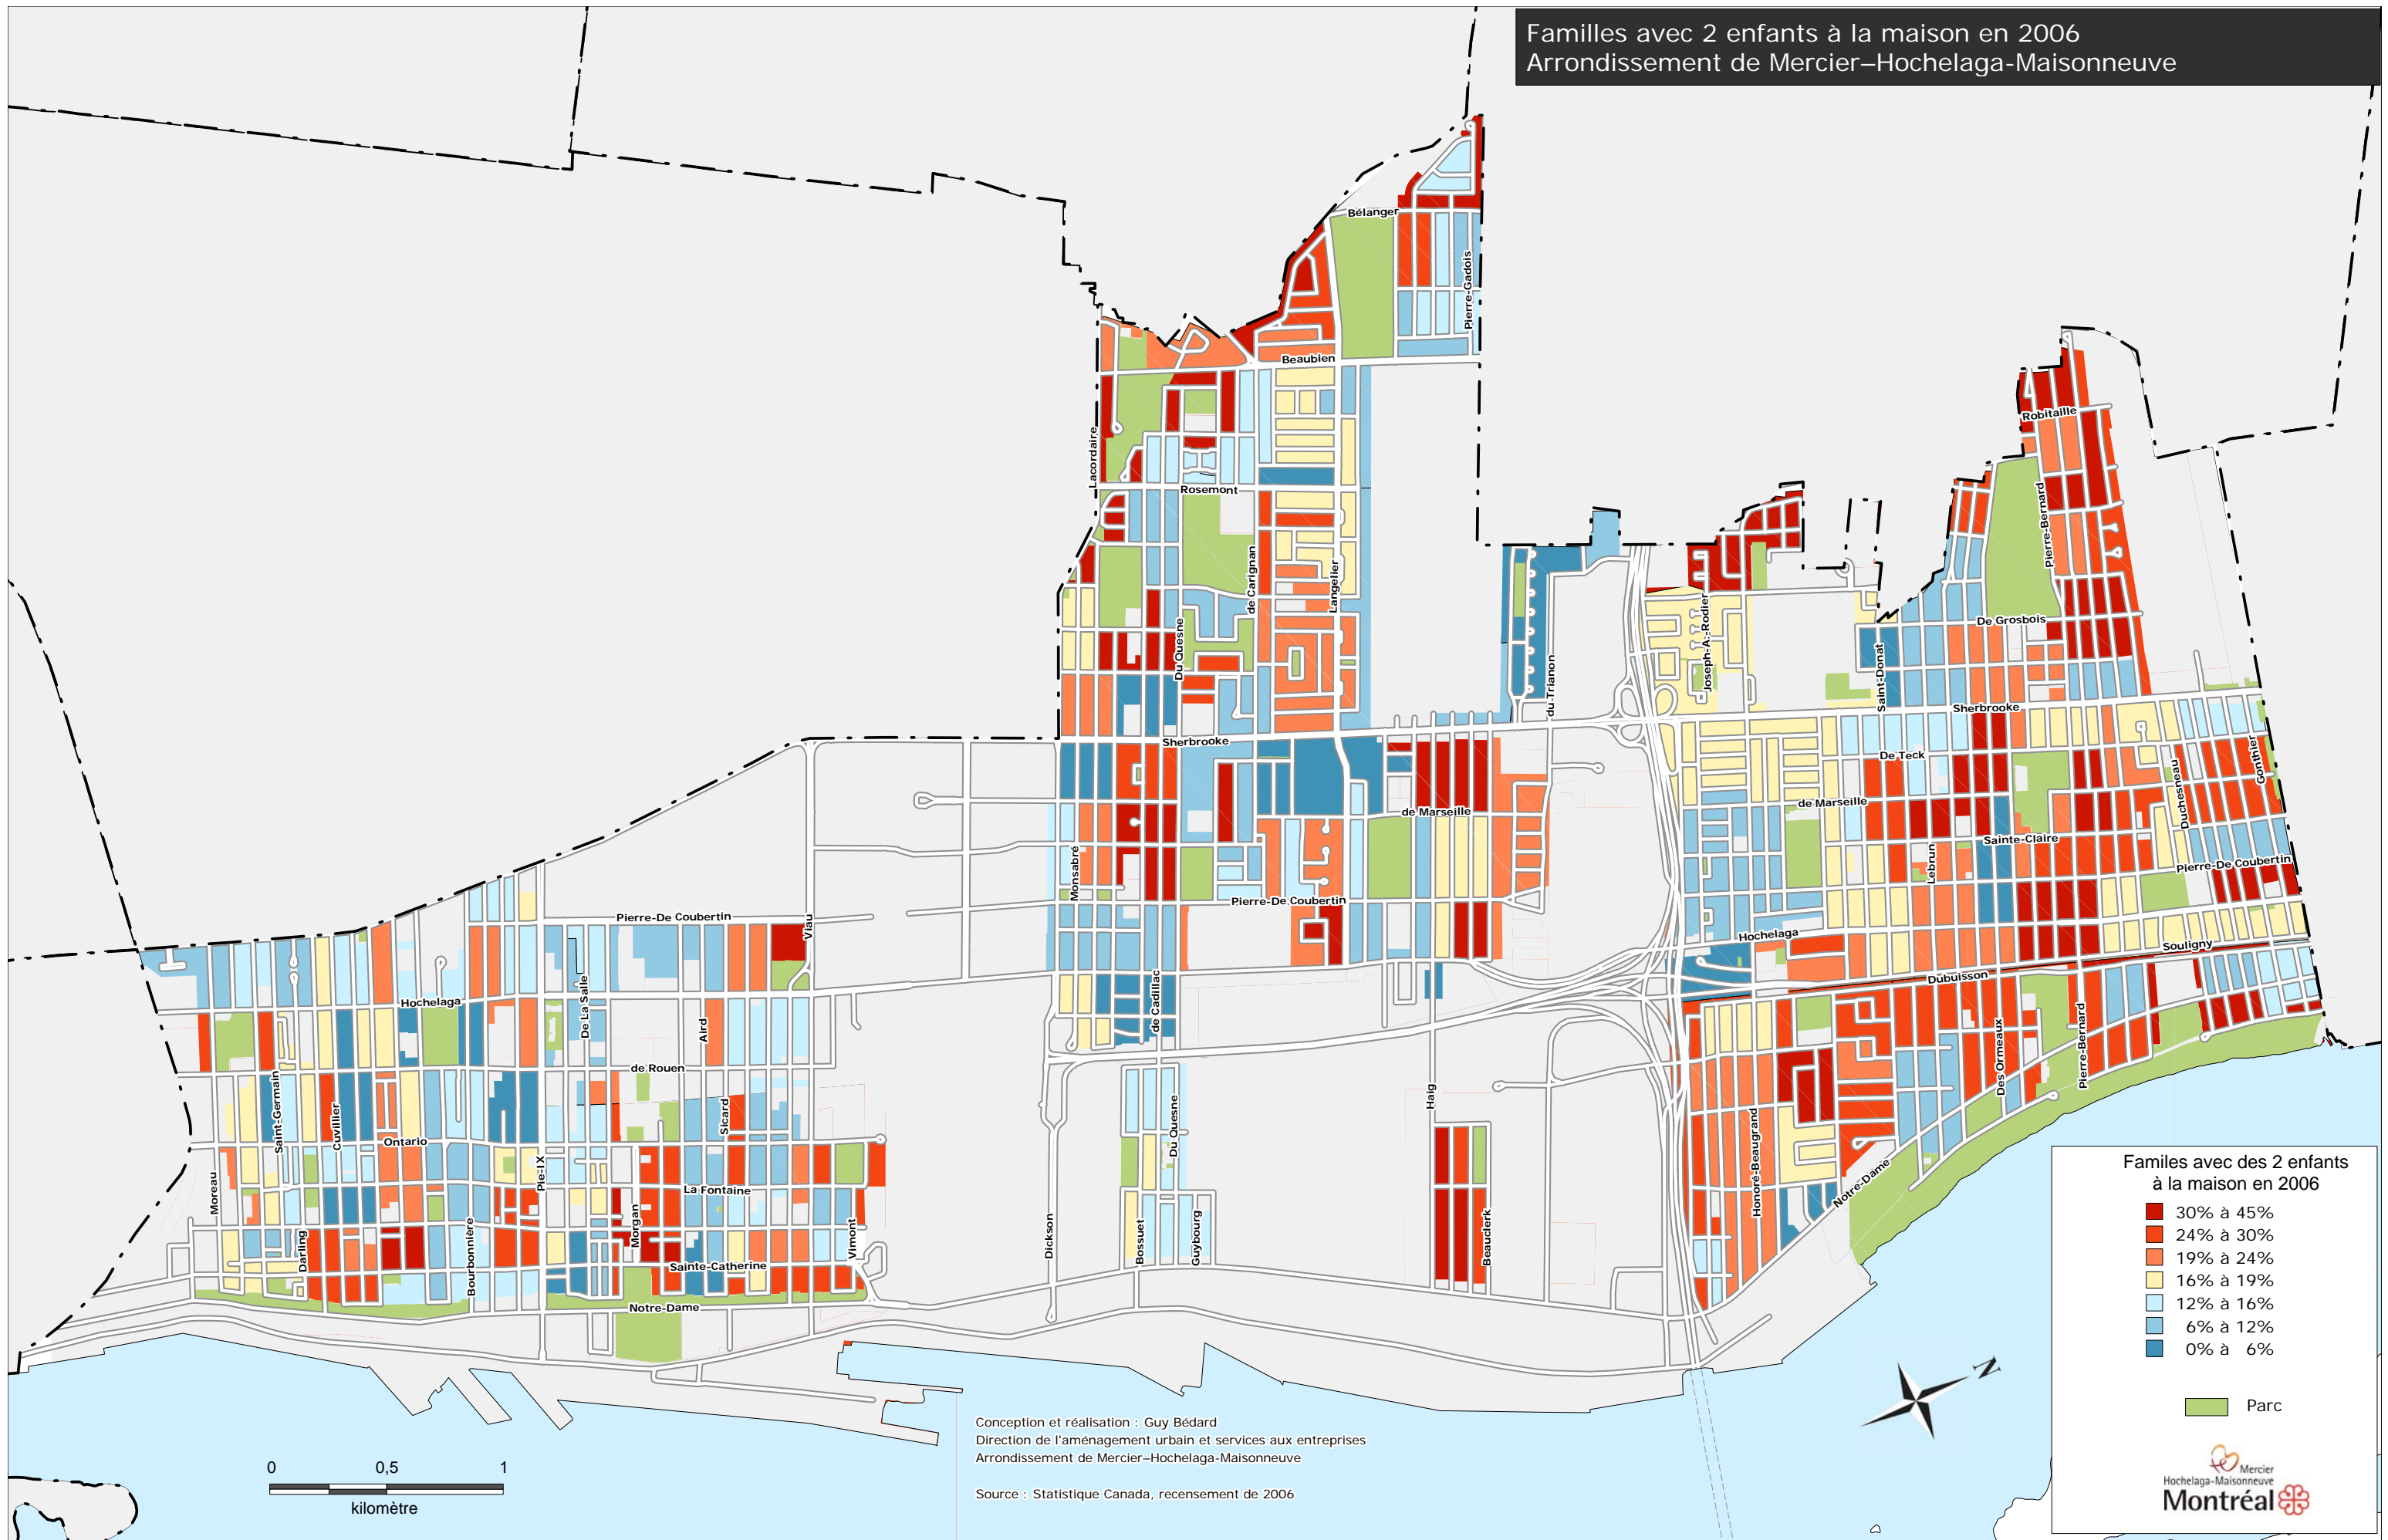 Familles avec 2 enfants à la maison en 2006
Arrondissement de Mercier–Hochelaga-Maisonneuve
Bélanger
Pierre-Gadois
Beaubien
Robitaille
Lacordaire
Rosemont
Pierre-Bernard
de Carignan
Langelier
De Grosbois
Du Quesne
Joseph-A.-Rodier
Saint-Donat
du Trianon
Sherbrooke
Sherbrooke
De Teck
Gonthier
Duchesneau
de Marseille
de Marseille
Sainte-Claire
Monsabré
Lebrun
Pierre-De Coubertin
Pierre-De Coubertin
Pierre-De Coubertin
Viau
Hochelaga
Souligny
Dubuisson
Hochelaga
De La Salle
de Cadillac
Aird
Des Ormeaux
Pierre-Bernard
de Rouen
Saint-Germain
Cuvillier
Sicard
Haig
Du Quesne
Honoré-Beaugrand
Ontario
Pie-IX
Moreau
La Fontaine
Notre-Dame
Morgan
Vimont
Darling
Bourbonnière
Dickson
Bossuet
Guybourg
Beauclerk
Sainte-Catherine
Notre-Dame
Familes avec des 2 enfants
à la maison en 2006
30% à 45%
24% à 30%
19% à 24%
16% à 19%
12% à 16%
6% à 12%
0% à 6%
Parc
N
Conception et réalisation : Guy Bédard
Direction de l'aménagement urbain et services aux entreprises
Arrondissement de Mercier–Hochelaga-Maisonneuve
Source : Statistique Canada, recensement de 2006
0 0,5 1
kilomètre
Mercier
Hochelaga-Maisonneuve
Montréal